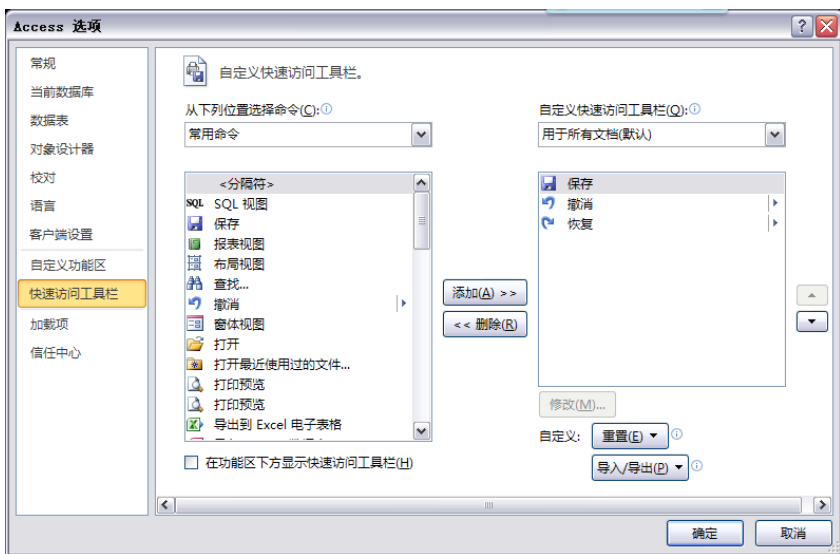 Access 选项
常规
当前数据库
数据表
对象设计器
校对
语言
客户端设置
自定义功能区
快速访问工具栏
加载项
信任中心
自定义快速访问工具栏。
从下列位置选择命令(C):
常用命令
<分隔符>
SQL SQL 视图
保存
报表视图
布局视图
查找...
撤消
窗体视图
打开
打开最近使用过的文件...
打印预览
打印预览
导出到 Excel 电子表格
在功能区下方显示快速访问工具栏(H)
添加(A) >>
<< 删除(R)
自定义快速访问工具栏(Q):
用于所有文档(默认)
保存
撤消
恢复
修改(M)...
自定义:
重置(E)
导入/导出(P)
确定
取消